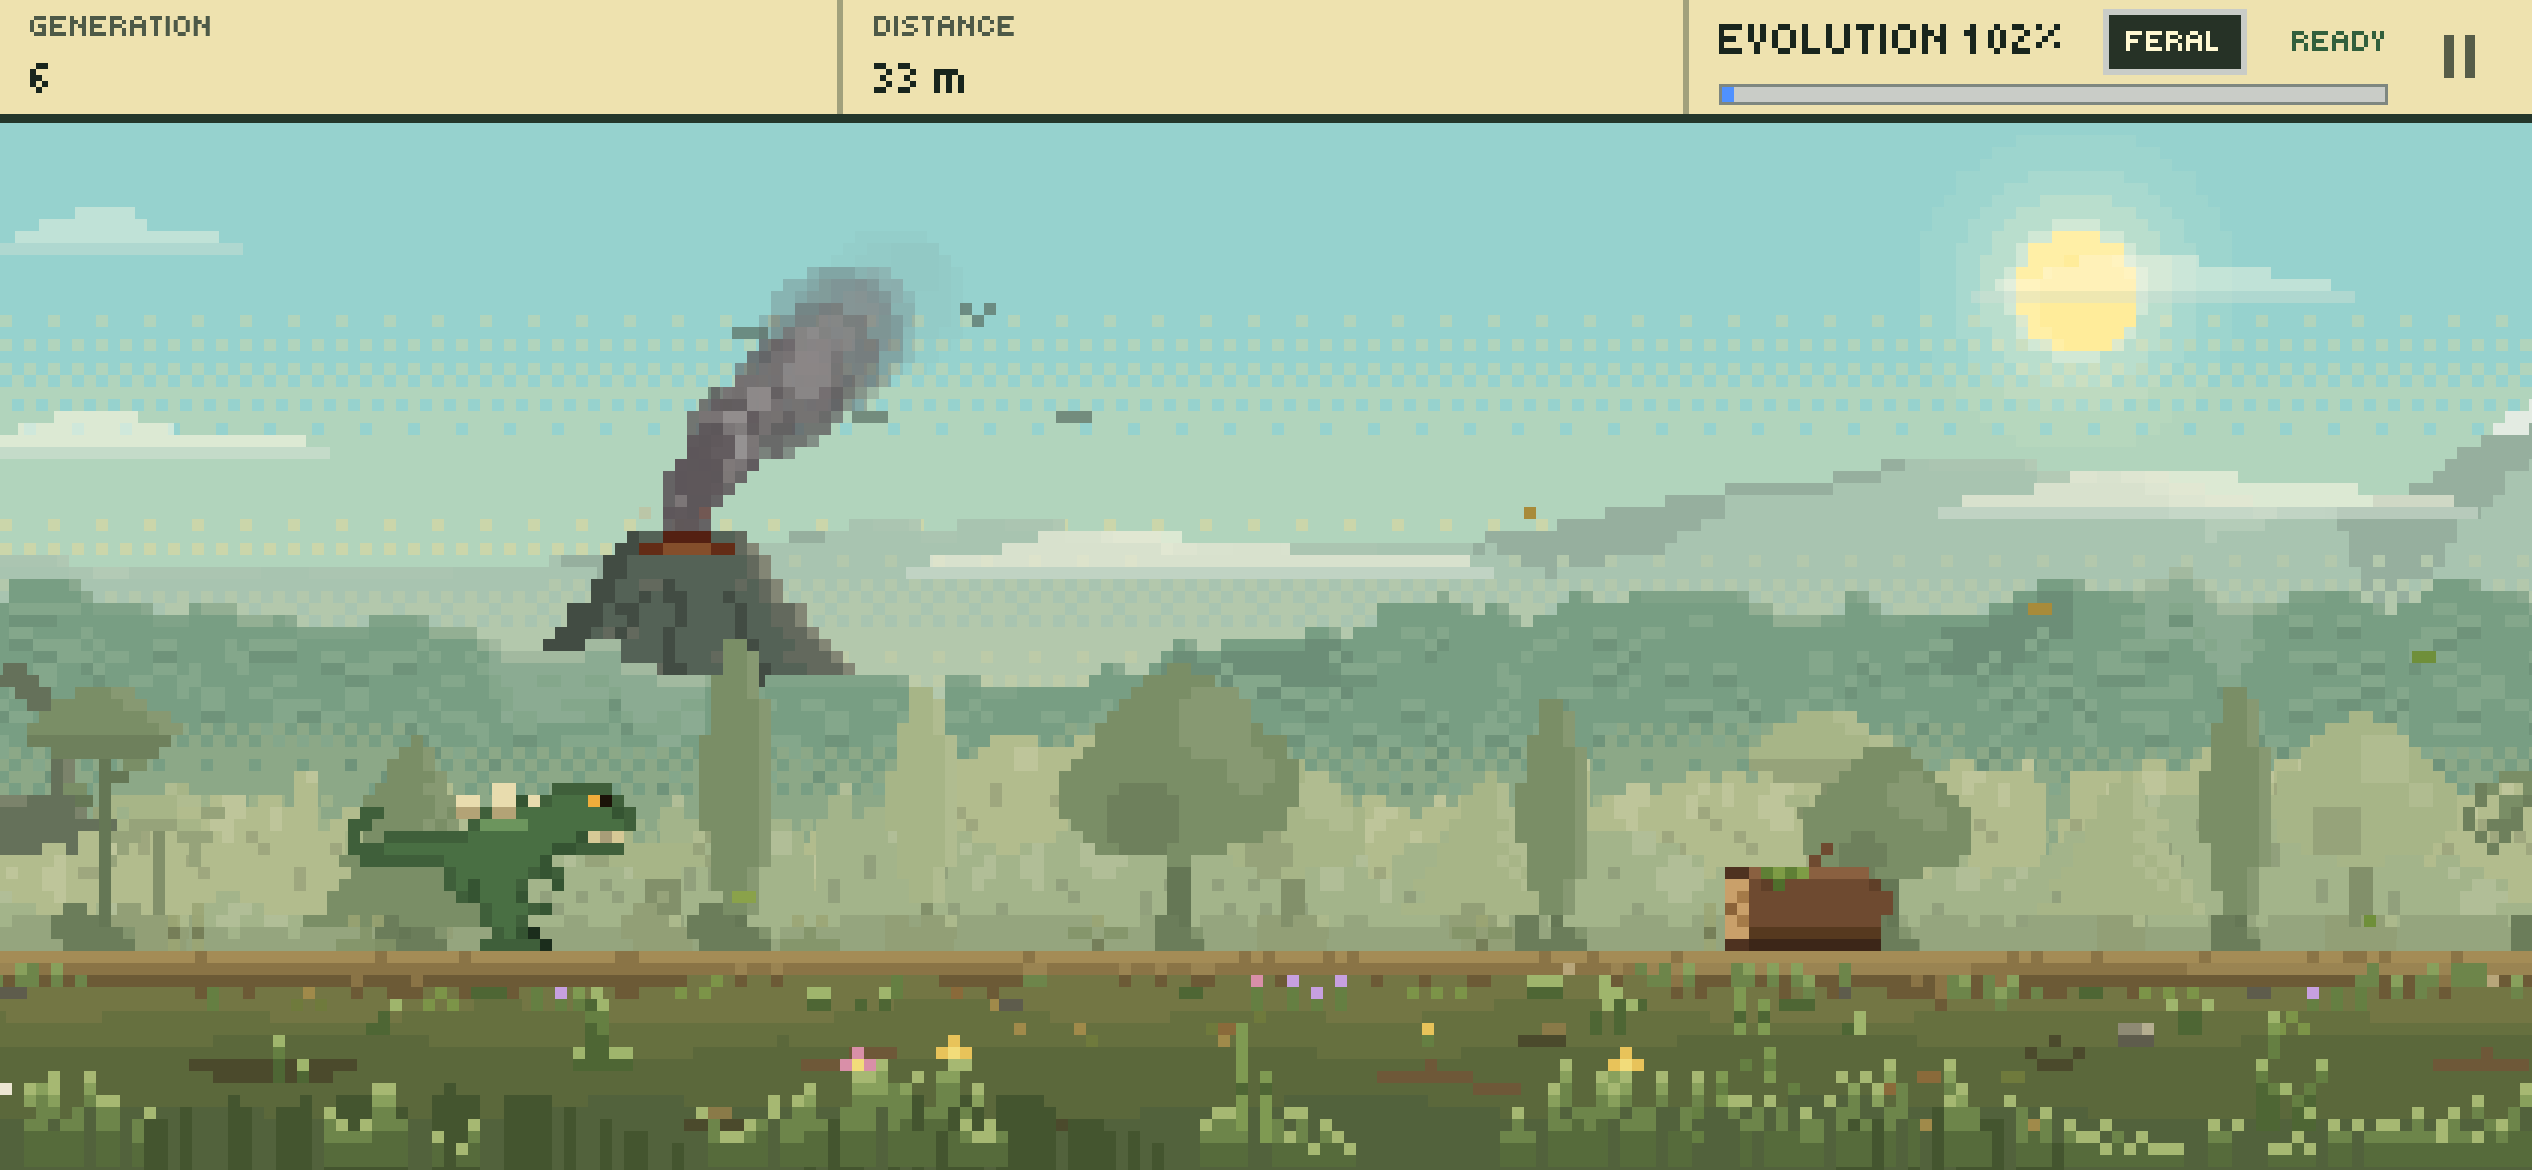 GENERATION
6
DISTANCE
33 m
EVOLUTION 102%
FERAL
READY